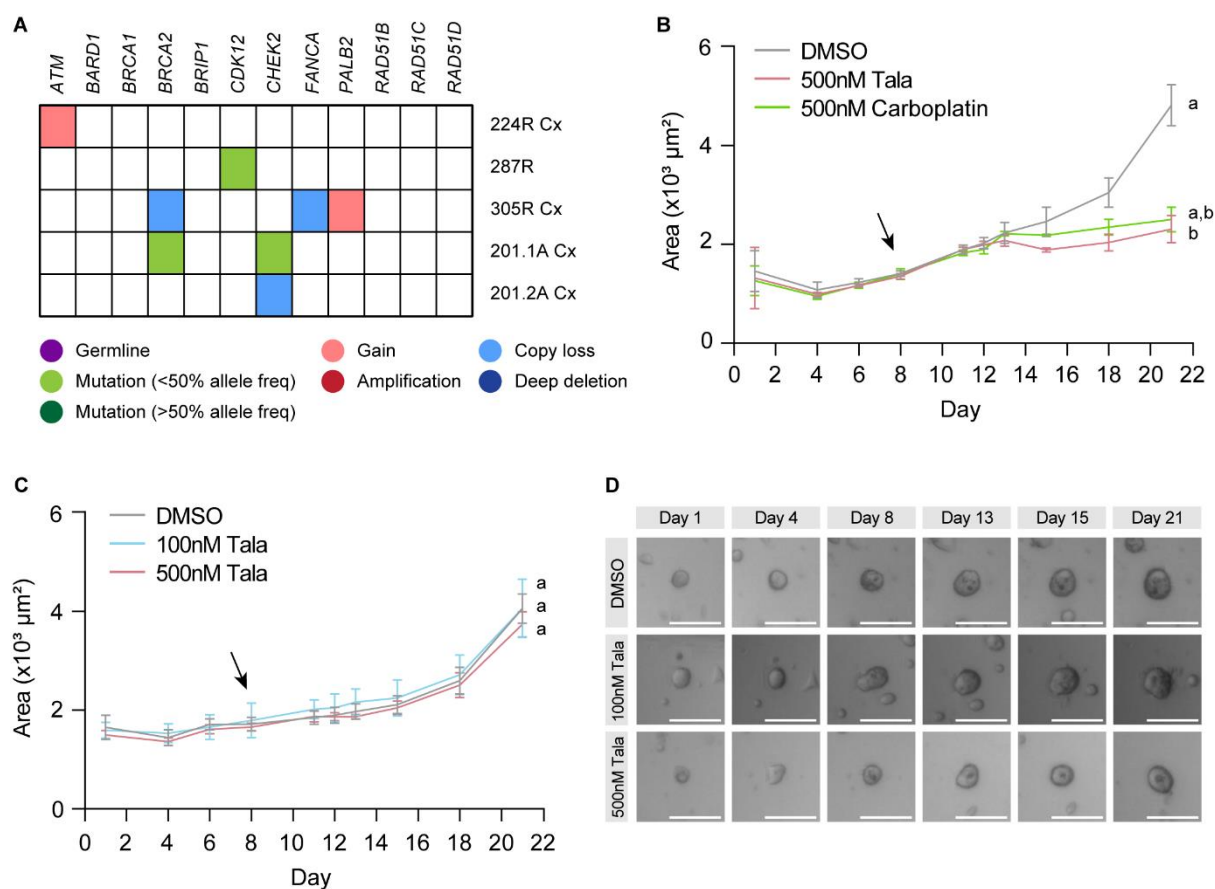 A
ATM BARD1 BRCA1 BRCA2 BRIP1 CDK12 CHEK2 FANCA PALB2 RAD51B RAD51C RAD51D
224R Cx
287R
305R Cx
201.1A Cx
201.2A Cx
Germline
Gain
Copy loss
Mutation (<50% allele freq)
Amplification
Deep deletion
Mutation (>50% allele freq)
B
DMSO
500nM Tala
500nM Carboplatin
Area (x10³ µm²)
6
4
2
0
a
a,b
b
0 2 4 6 8 10 12 14 16 18 20 22
Day
C
DMSO
100nM Tala
500nM Tala
Area (x10³ µm²)
6
4
2
0
a
a
a
0 2 4 6 8 10 12 14 16 18 20 22
Day
D
Day 1 Day 4 Day 8 Day 13 Day 15 Day 21
DMSO
100nM Tala
500nM Tala